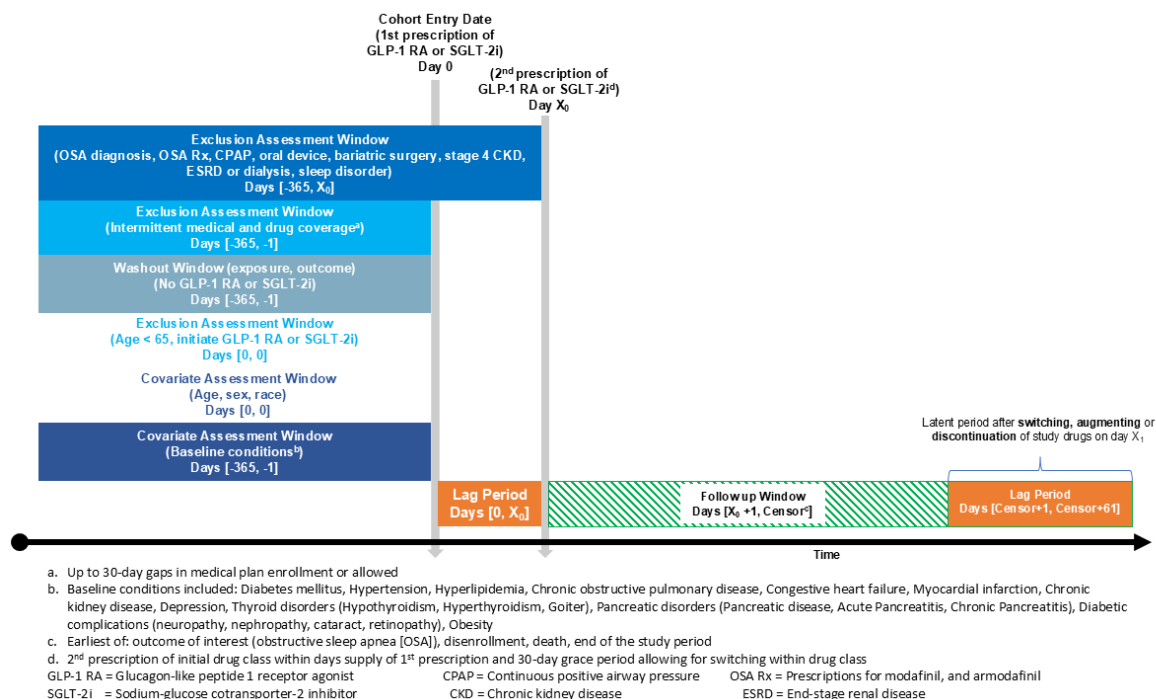 Cohort Entry Date
(1st prescription of
GLP-1 RA or SGLT-2i)
Day 0
(2nd prescription of
GLP-1 RA or SGLT-2id)
Day X0
Exclusion Assessment Window
(OSA diagnosis, OSA Rx, CPAP, oral device, bariatric surgery, stage 4 CKD,
ESRD or dialysis, sleep disorder)
Days [-365, X0]
Exclusion Assessment Window
(Intermittent medical and drug coveragea)
Days [-365, -1]
Washout Window (exposure, outcome)
(No GLP-1 RA or SGLT-2i)
Days [-365, -1]
Exclusion Assessment Window
(Age < 65, initiate GLP-1 RA or SGLT-2i)
Days [0, 0]
Covariate Assessment Window
(Age, sex, race)
Days [0, 0]
Covariate Assessment Window
(Baseline conditionsb)
Days [-365, -1]
Latent period after switching, augmenting or
discontinuation of study drugs on day X1
Lag Period
Days [0, X0]
Follow up Window
Days [X0 +1, Censorc]
Lag Period
Days [Censor+1, Censor+61]
Time
a. Up to 30-day gaps in medical plan enrollment or allowed
b. Baseline conditions included: Diabetes mellitus, Hypertension, Hyperlipidemia, Chronic obstructive pulmonary disease, Congestive heart failure, Myocardial infarction, Chronic
kidney disease, Depression, Thyroid disorders (Hypothyroidism, Hyperthyroidism, Goiter), Pancreatic disorders (Pancreatic disease, Acute Pancreatitis, Chronic Pancreatitis), Diabetic
complications (neuropathy, nephropathy, cataract, retinopathy), Obesity
c. Earliest of: outcome of interest (obstructive sleep apnea [OSA]), disenrollment, death, end of the study period
d. 2nd prescription of initial drug class within days supply of 1st prescription and 30-day grace period allowing for switching within drug class
GLP-1 RA = Glucagon-like peptide 1 receptor agonist CPAP = Continuous positive airway pressure OSA Rx = Prescriptions for modafinil, and armodafinil
SGLT-2i = Sodium-glucose cotransporter-2 inhibitor CKD = Chronic kidney disease ESRD = End-stage renal disease